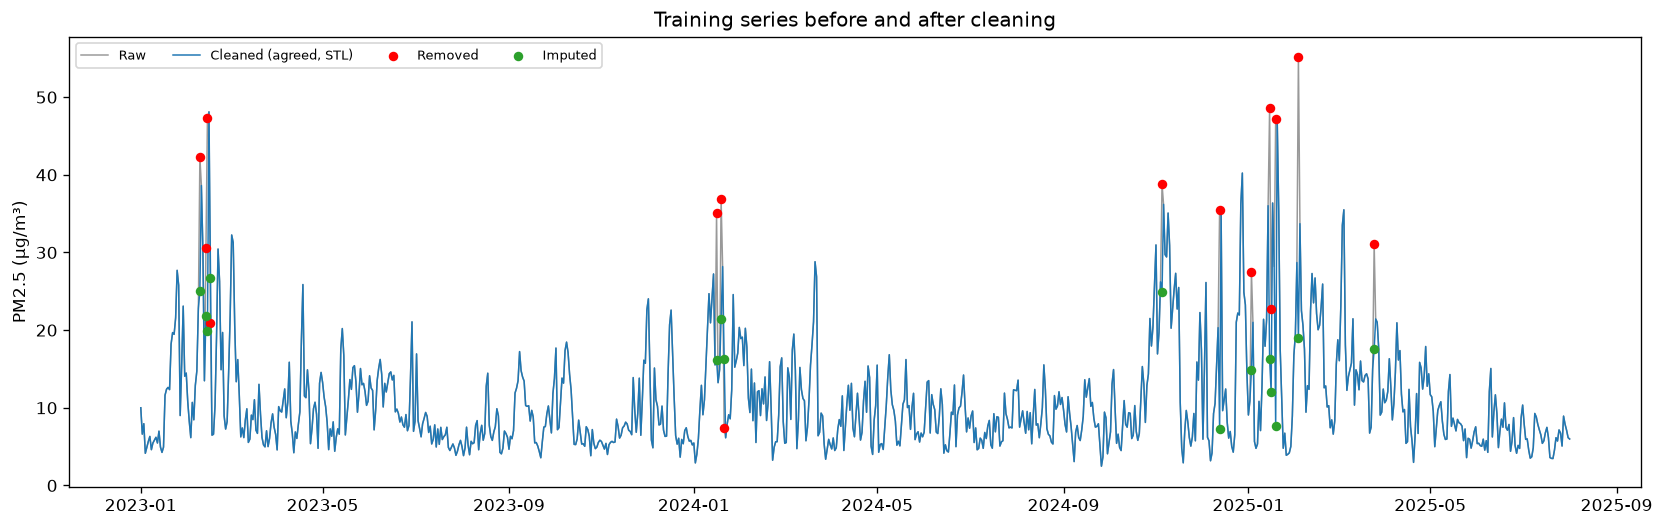 Training series before and after cleaning
Raw Cleaned (agreed, STL) Removed Imputed
PM2.5 (µg/m³)
50
40
30
20
10
0
2023-01 2023-05 2023-09 2024-01 2024-05 2024-09 2025-01 2025-05 2025-09